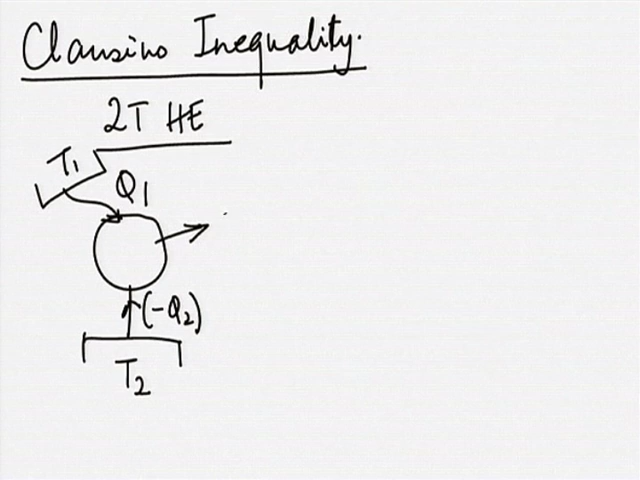 Clausius Inequality.
2T HE
T1
Q1
(-Q2)
T2